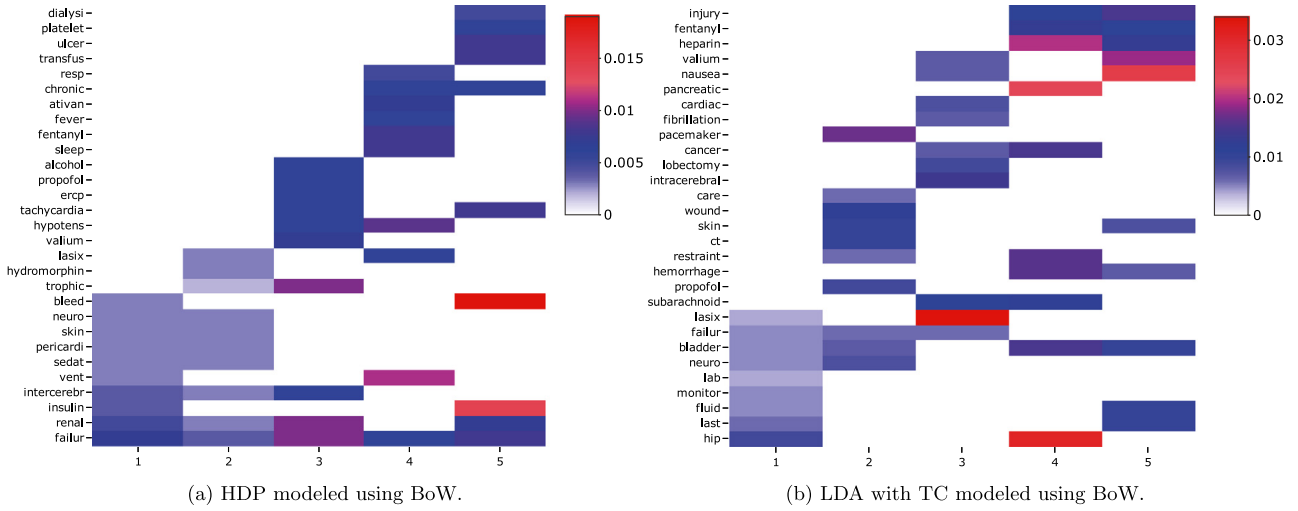 dialysi
platelet
ulcer
transfus
resp
chronic
ativan
fever
fentanyl
sleep
alcohol
propofol
ercp
tachycardia
hypotens
valium
lasix
hydromorphin
trophic
bleed
neuro
skin
pericardi
sedat
vent
intercerebr
insulin
renal
failur
1 2 3 4 5
0.015
0.01
0.005
0
(a) HDP modeled using BoW.
injury
fentanyl
heparin
valium
nausea
pancreatic
cardiac
fibrillation
pacemaker
cancer
lobectomy
intracerebral
care
wound
skin
ct
restraint
hemorrhage
propofol
subarachnoid
lasix
failur
bladder
neuro
lab
monitor
fluid
last
hip
1 2 3 4 5
0.03
0.02
0.01
0
(b) LDA with TC modeled using BoW.